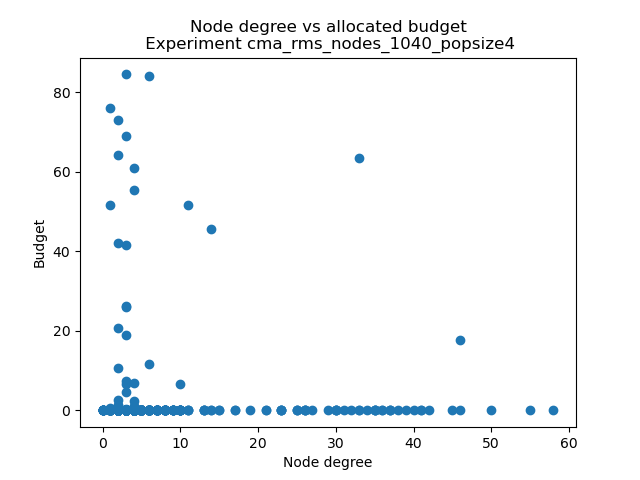 Node degree vs allocated budget
Experiment cma_rms_nodes_1040_popsize4
80
60
40
20
0
Budget
0 10 20 30 40 50 60
Node degree